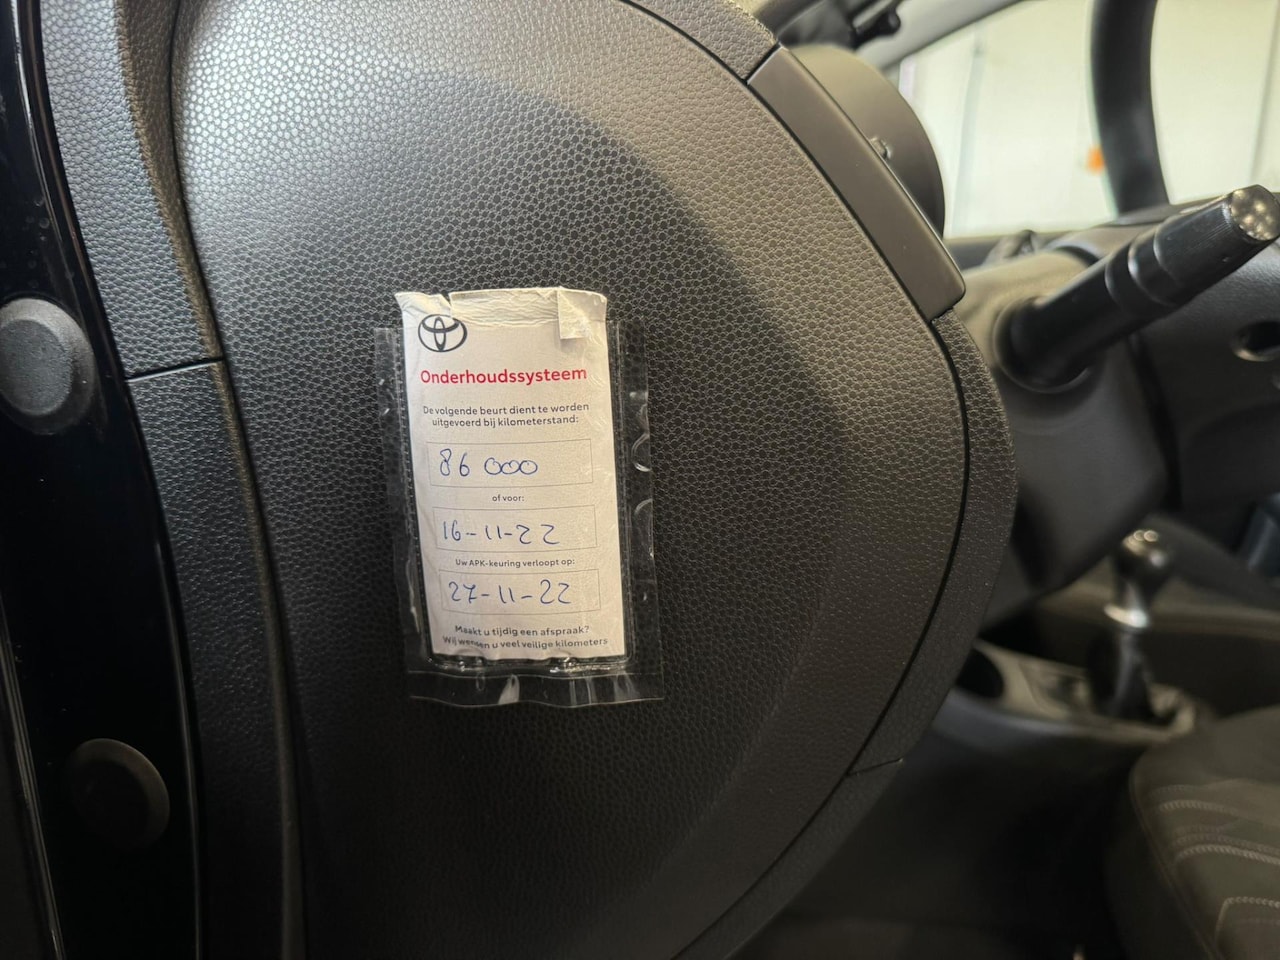 Onderhoudssysteem
De volgende beurt dient te worden
uitgevoerd bij kilometerstand:
86 000
of voor:
16-11-22
Uw APK-keuring verloopt op:
27-11-22
Maakt u tijdig een afspraak?
Wij wensen u veel veilige kilometers